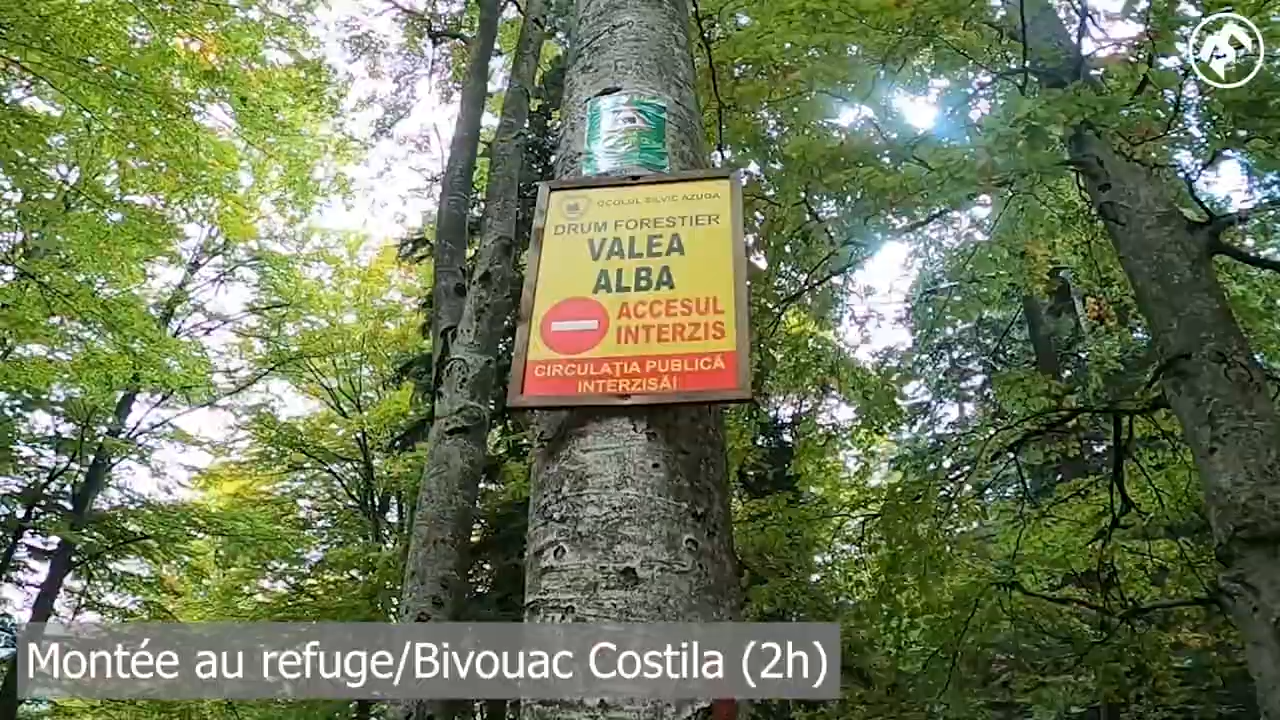 OCOLUL SILVIC AZUGA
DRUM FORESTIER
VALEA
ALBA
ACCESUL
INTERZIS
CIRCULAȚIA PUBLICĂ
INTERZISĂ!
Montée au refuge/Bivouac Costila (2h)